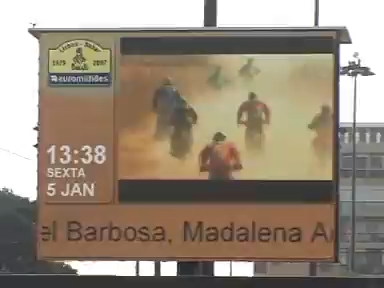 Lisboa - Dakar
1979 2007
euromilhões
13:38
SEXTA
5 JAN
el Barbosa, Madalena A